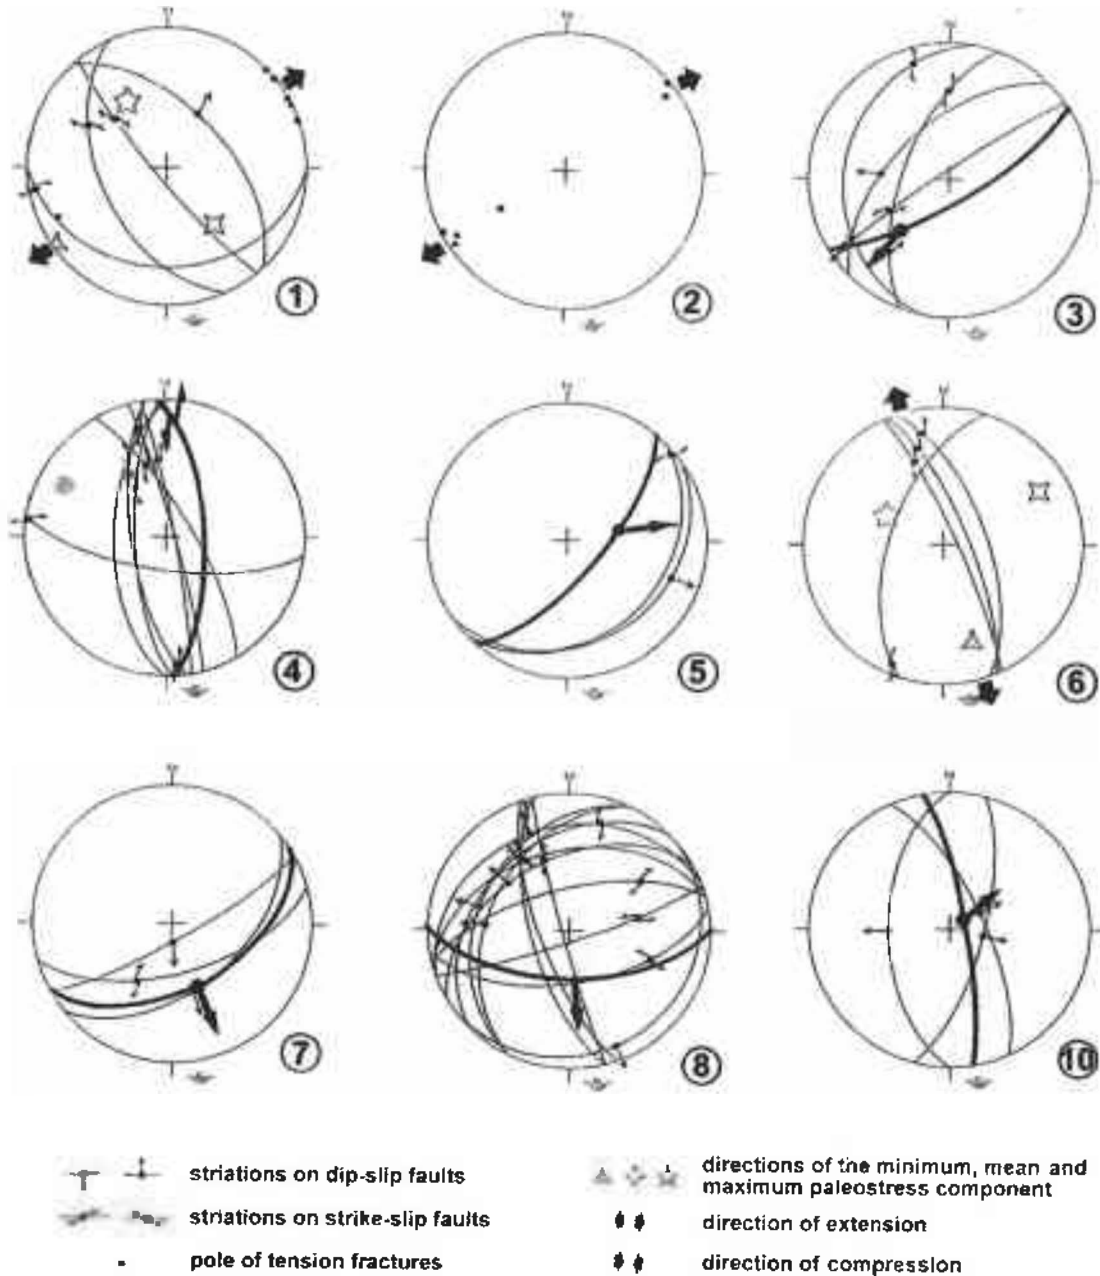 1
2
3
4
5
6
7
8
10
striations on dip-slip faults
striations on strike-slip faults
pole of tension fractures
directions of the minimum, mean and
maximum paleostress component
direction of extension
direction of compression